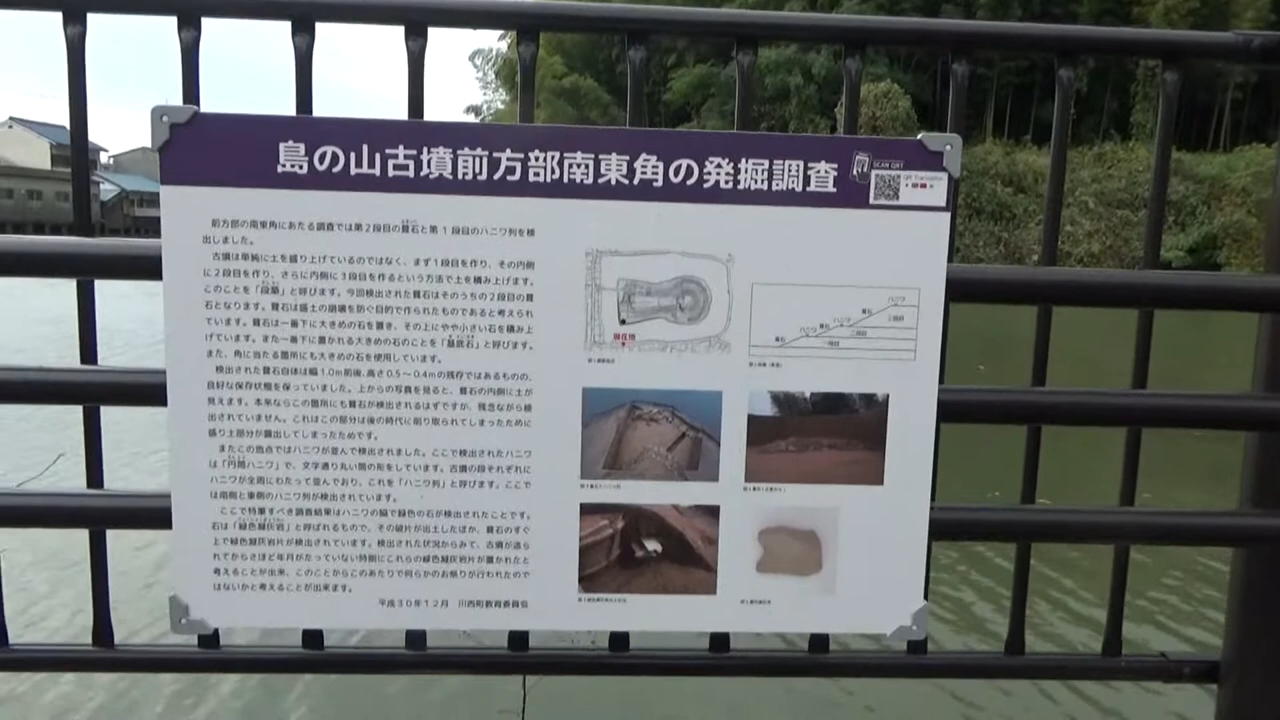 島の山古墳前方部南東角の発掘調査
SCAN QRT
QR Translator
前方部の南東角にあたる調査では第2段目の葺石と第1段目のハニワ列を検
出しました。
古墳は単純に土を盛り上げているのではなく、まず1段目を作り、その内側
に2段目を作り、さらに内側に3段目を作るという方法で土を積み上げます。
このことを「段築」と呼びます。今回検出された葺石はそのうちの2段目の葺
石となります。葺石は盛土の崩壊を防ぐ目的で作られたものであると考えられ
ています。葺石は一番下に大きめの石を置き、その上にやや小さい石を積み上
げています。また一番下に置かれる大きめの石のことを「基底石」と呼びます。
また、角に当たる箇所にも大きめの石を使用しています。
検出された葺石自体は幅1.0m前後、高さ0.5～0.4mの残存ではあるものの、
良好な保存状態を保っていました。上からの写真を見ると、葺石の内側に土が
見えます。本来ならこの箇所にも葺石が検出されるはずですが、残念ながら検
出されていません。これはこの部分は後の時代に削り取られてしまったために
盛り土部分が露出してしまったためです。
またこの地点ではハニワが並んで検出されました。ここで検出されたハニワ
は「円筒ハニワ」で、文字通り丸い筒の形をしています。古墳の段それぞれに
ハニワが全周にわたって並んでおり、これを「ハニワ列」と呼びます。ここで
は南側と東側のハニワ列が検出されています。
ここで特筆すべき調査結果はハニワの脇で緑色の石が検出されたことです。
石は「緑色凝灰岩」と呼ばれるもので、その破片が出土したほか、葺石のすぐ
上で緑色凝灰岩片が検出されています。検出された状況からみて、古墳が造ら
れてからさほど年月がたっていない時期にこれらの緑色凝灰岩片が置かれたと
考えることが出来、このことからこのあたりで何らかのお祭りが行われたので
はないかと考えることが出来ます。
平成30年12月 川西町教育委員会
現在地
ハニワ
葺石
三段目
ハニワ
葺石
ハニワ
二段目
葺石
一段目